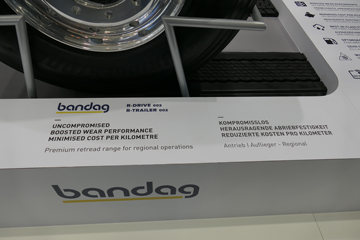 bandag
R-DRIVE 002
R-TRAILER 002
UNCOMPROMISED
BOOSTED WEAR PERFORMANCE
MINIMISED COST PER KILOMETRE
Premium retread range for regional operations
KOMPROMISSLOS
HERAUSRAGENDE ABRIEBFESTIGKEIT
REDUZIERTE KOSTEN PRO KILOMETER
Antrieb | Auflieger - Regional
bandag